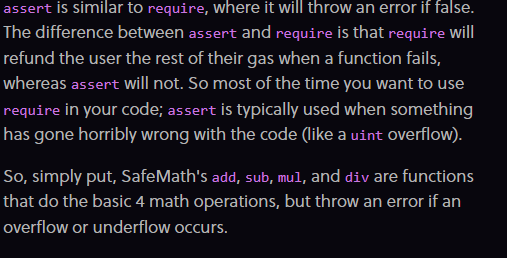 assert is similar to require, where it will throw an error if false.
The difference between assert and require is that require will
refund the user the rest of their gas when a function fails,
whereas assert will not. So most of the time you want to use
require in your code; assert is typically used when something
has gone horribly wrong with the code (like a uint overflow).
So, simply put, SafeMath's add, sub, mul, and div are functions
that do the basic 4 math operations, but throw an error if an
overflow or underflow occurs.